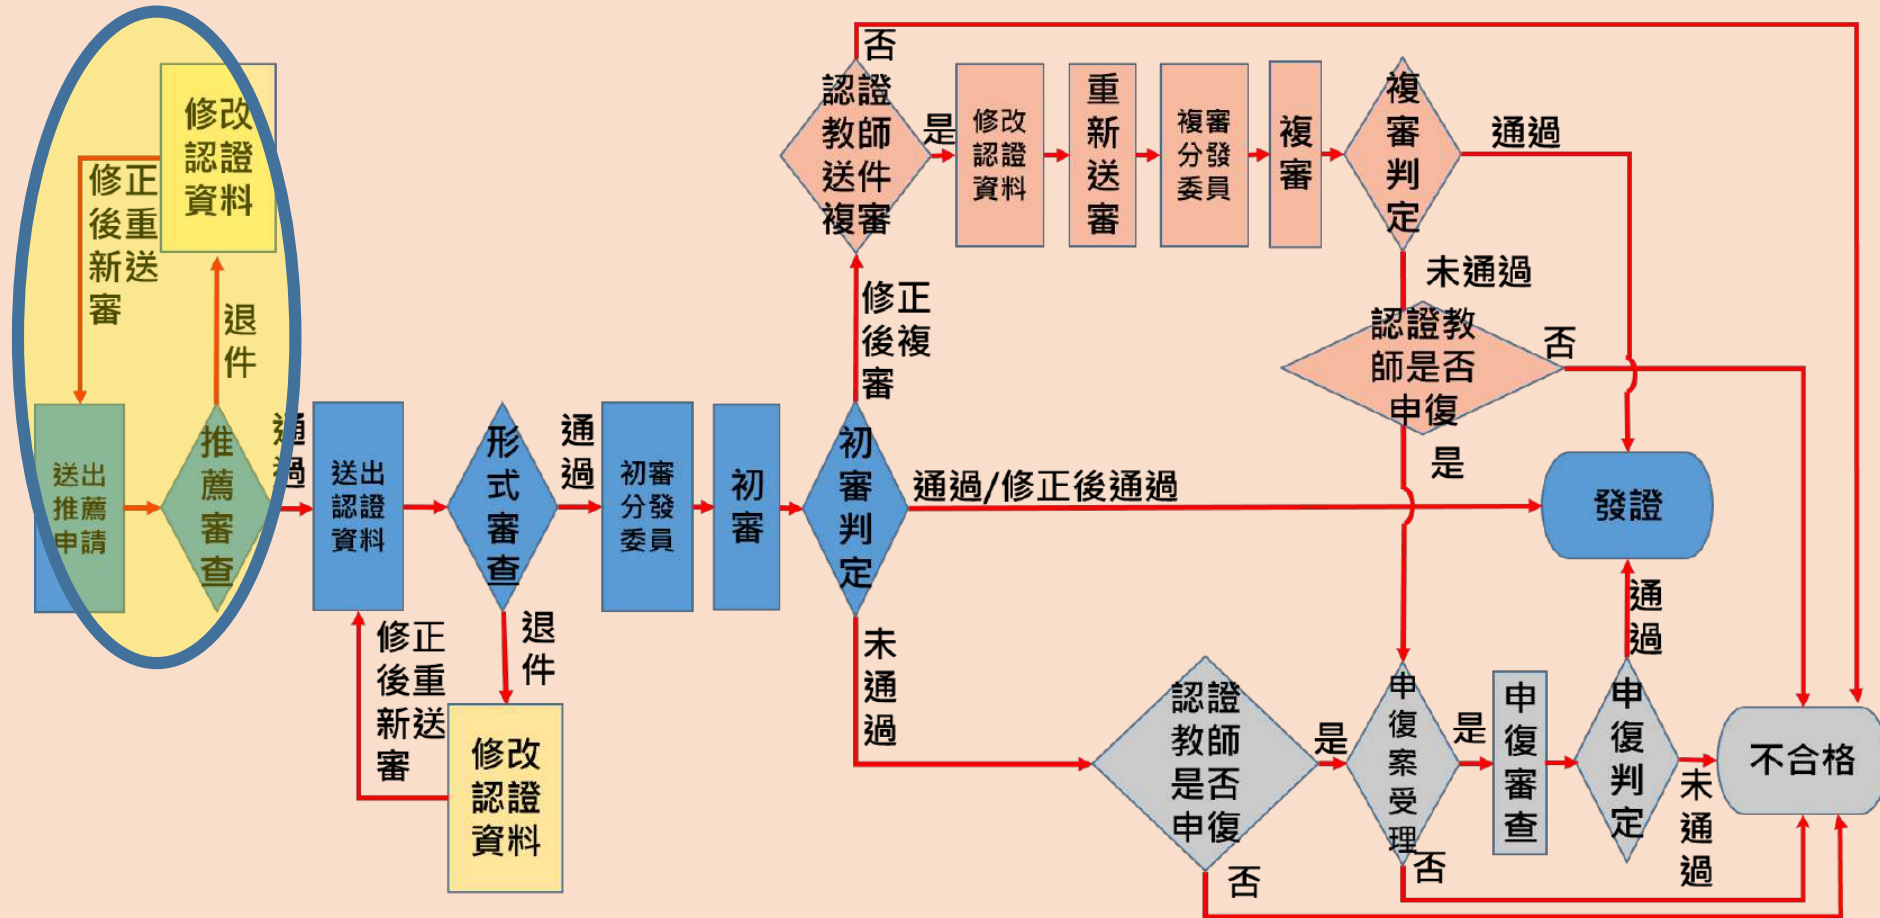 修改
認證
資料
修正
後重
新送
審
退
件
送出
推薦
申請
推
薦
審
查
通
過
送出
認證
資料
形
式
審
查
通
過
退
件
修正
後重
新送
審
修改
認證
資料
初審
分發
委員
初
審
初
審
判
定
修正
後複
審
否
認證
教師
送件
複審
是
修改
認證
資料
重
新
送
審
複審
分發
委員
複
審
複
審
判
定
通過
未通過
認證教
師是否
申復
否
是
通過/修正後通過
發證
未
通
過
認證
教師
是否
申復
是
否
申
復
案
受
理
是
否
申
復
審
查
申
復
判
定
通
過
未
通
過
不合格